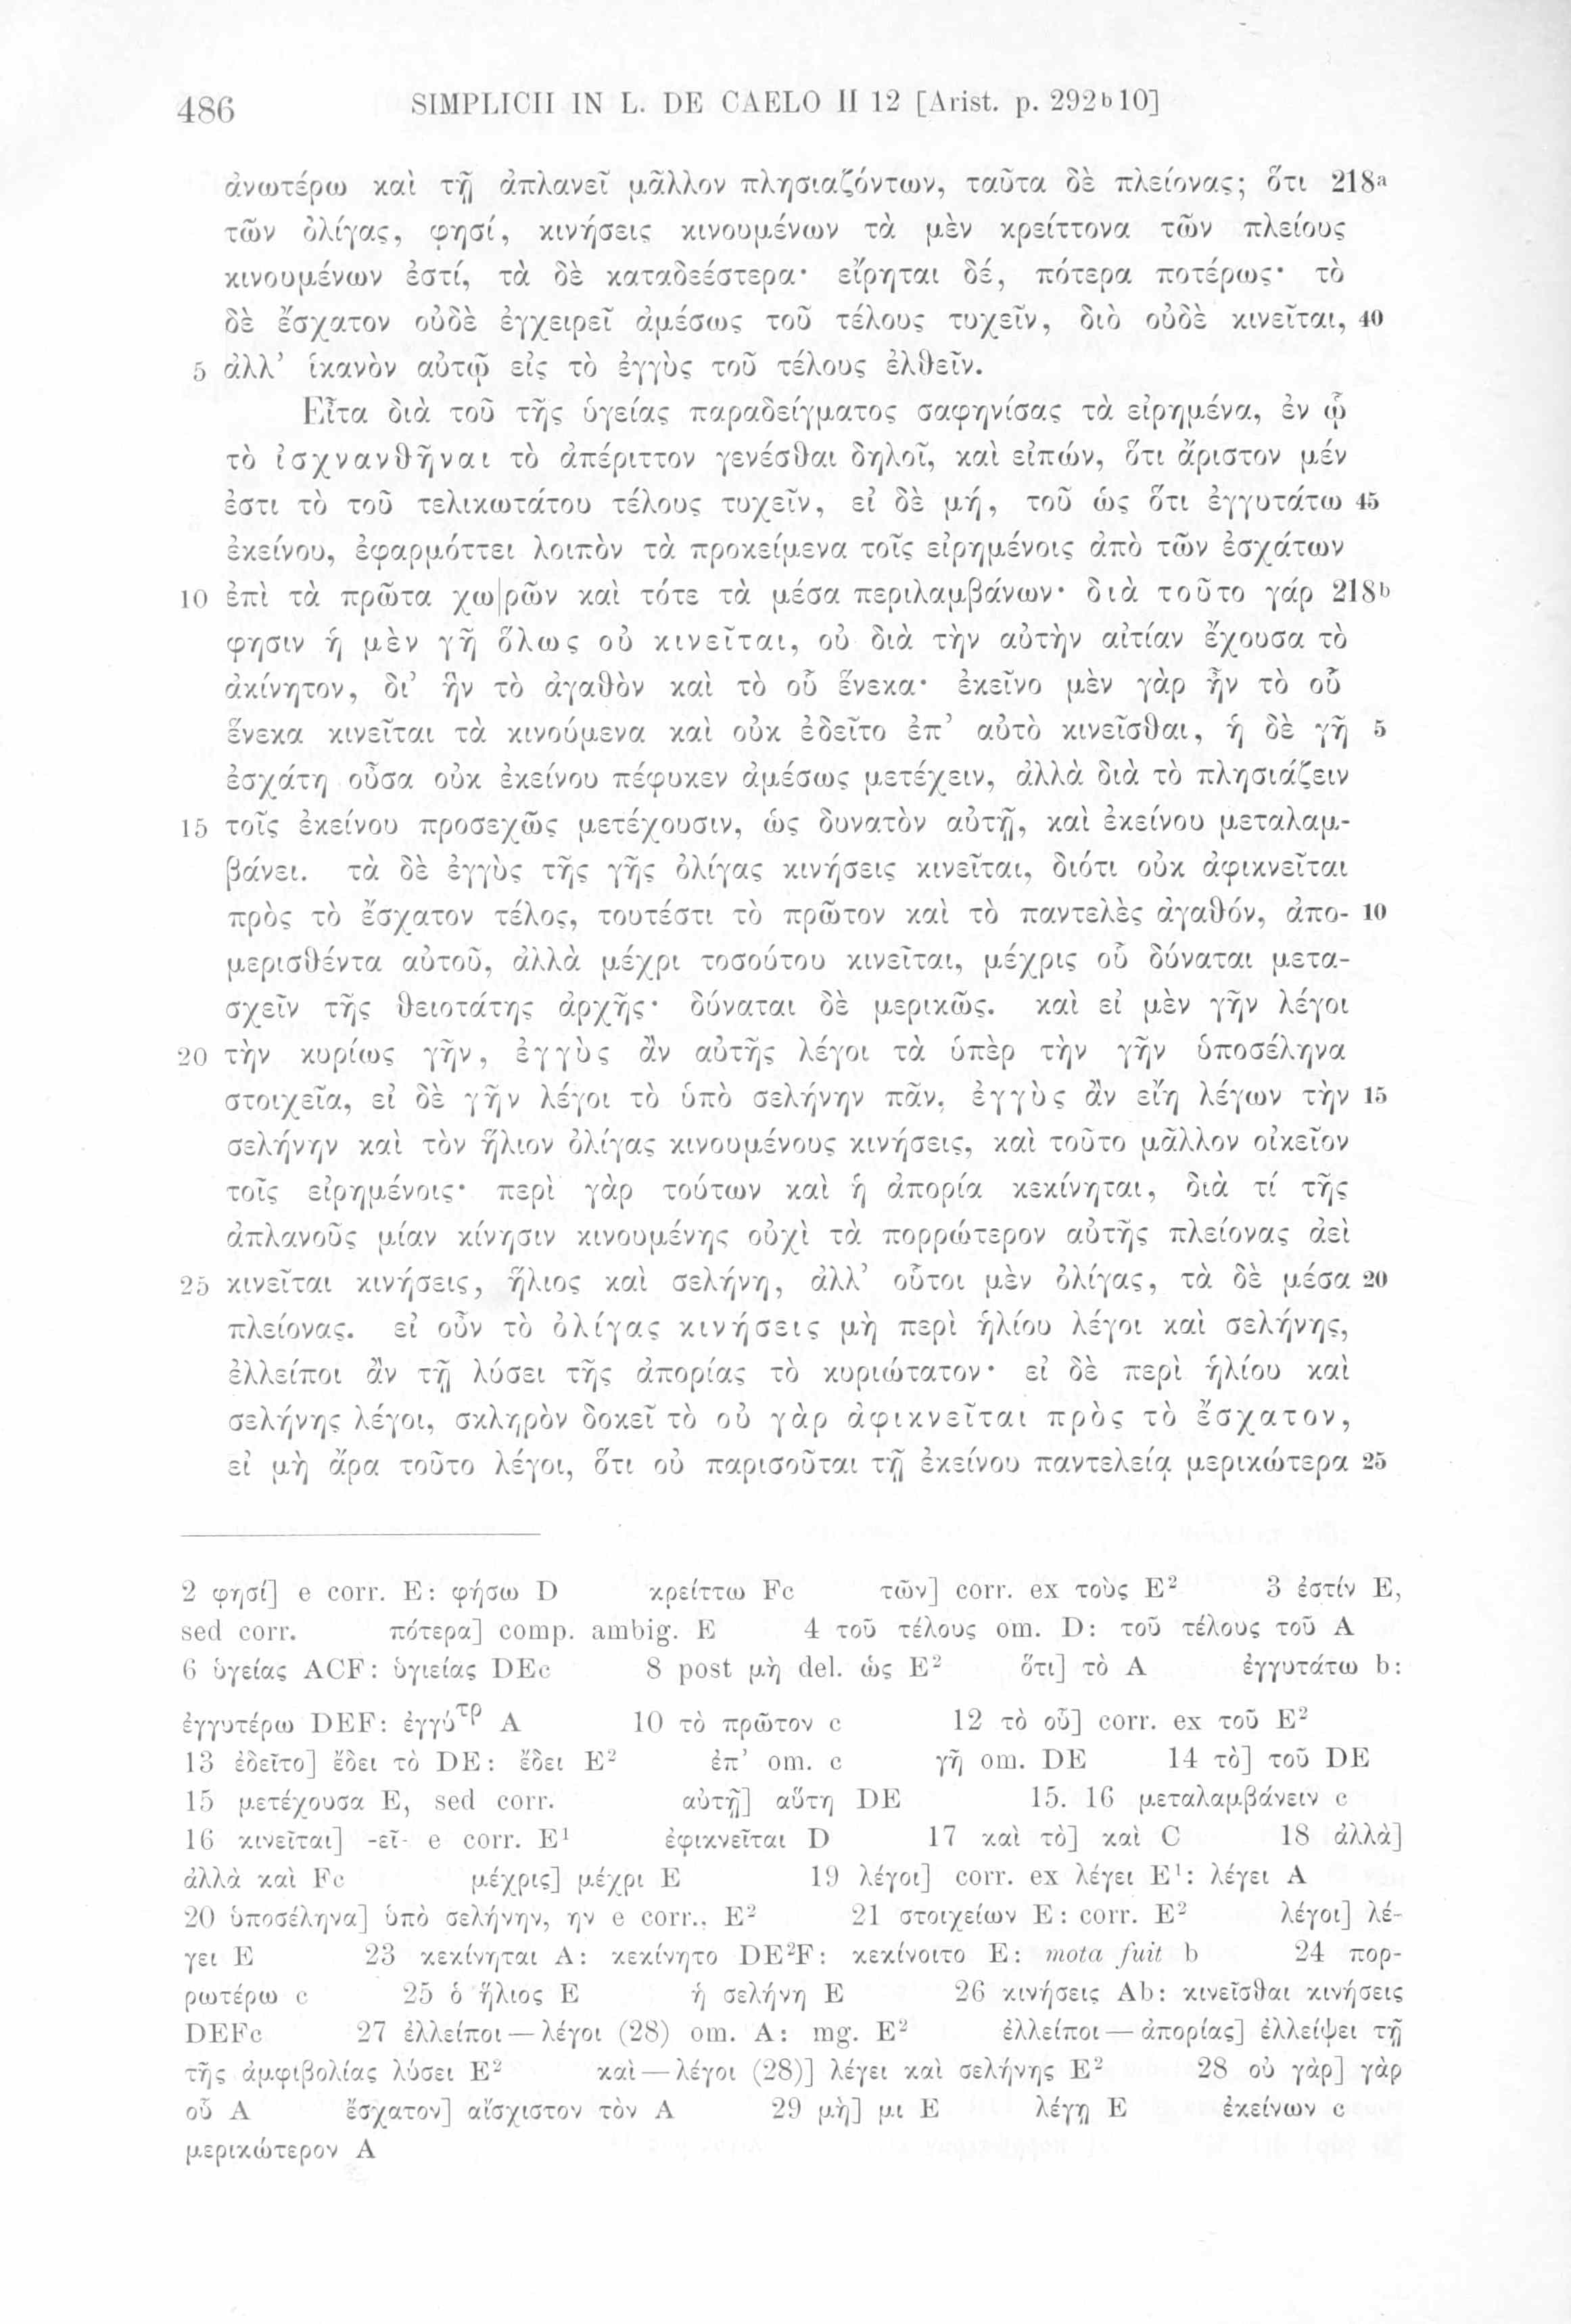 486 SIMPLICII IN L. DE CAELO II 12 [Arist. p. 292b10]
ἀνωτέρω καὶ τῇ ἀπλανεῖ μᾶλλον πλησιαζόντων, ταῦτα δὲ πλείονας; ὅτι 218a
τῶν ὀλίγας, φησί, κινήσεις κινουμένων τὰ μὲν κρείττονα τῶν πλείους
κινουμένων ἐστί, τὰ δὲ καταδεέστερα· εἴρηται δέ, πότερα ποτέρως· τὸ
δὲ ἔσχατον οὐδὲ ἐγχειρεῖ ἀμέσως τοῦ τέλους τυχεῖν, διὸ οὐδὲ κινεῖται, 40
5 ἀλλ’ ἱκανὸν αὐτῷ εἰς τὸ ἐγγὺς τοῦ τέλους ἐλθεῖν.
Εἶτα διὰ τοῦ τῆς ὑγείας παραδείγματος σαφηνίσας τὰ εἰρημένα, ἐν ᾧ
τὸ ἰσχνανθῆναι τὸ ἀπέριττον γενέσθαι δηλοῖ, καὶ εἰπών, ὅτι ἄριστον μέν
ἐστι τὸ τοῦ τελικωτάτου τέλους τυχεῖν, εἰ δὲ μή, τοῦ ὡς ὅτι ἐγγυτάτω 45
ἐκείνου, ἐφαρμόττει λοιπὸν τὰ προκείμενα τοῖς εἰρημένοις ἀπὸ τῶν ἐσχάτων
10 ἐπὶ τὰ πρῶτα χω|ρῶν καὶ τότε τὰ μέσα περιλαμβάνων· διὰ τοῦτο γάρ 218b
φησιν ἡ μὲν γῆ ὅλως οὐ κινεῖται, οὐ διὰ τὴν αὐτὴν αἰτίαν ἔχουσα τὸ
ἀκίνητον, δι’ ἣν τὸ ἀγαθὸν καὶ τὸ οὗ ἕνεκα· ἐκεῖνο μὲν γὰρ ἦν τὸ οὗ
ἕνεκα κινεῖται τὰ κινούμενα καὶ οὐκ ἐδεῖτο ἐπ’ αὐτὸ κινεῖσθαι, ἡ δὲ γῆ 5
ἐσχάτη οὖσα οὐκ ἐκείνου πέφυκεν ἀμέσως μετέχειν, ἀλλὰ διὰ τὸ πλησιάζειν
15 τοῖς ἐκείνου προσεχῶς μετέχουσιν, ὡς δυνατὸν αὐτῇ, καὶ ἐκείνου μεταλαμ-
βάνει. τὰ δὲ ἐγγὺς τῆς γῆς ὀλίγας κινήσεις κινεῖται, διότι οὐκ ἀφικνεῖται
πρὸς τὸ ἔσχατον τέλος, τουτέστι τὸ πρῶτον καὶ τὸ παντελὲς ἀγαθόν, ἀπο- 10
μερισθέντα αὐτοῦ, ἀλλὰ μέχρι τοσούτου κινεῖται, μέχρις οὗ δύναται μετα-
σχεῖν τῆς θειοτάτης ἀρχῆς· δύναται δὲ μερικῶς. καὶ εἰ μὲν γῆν λέγοι
20 τὴν κυρίως γῆν, ἐγγὺς ἂν αὐτῆς λέγοι τὰ ὑπὲρ τὴν γῆν ὑποσέληνα
στοιχεῖα, εἰ δὲ γῆν λέγοι τὸ ὑπὸ σελήνην πᾶν, ἐγγὺς ἂν εἴη λέγων τὴν 15
σελήνην καὶ τὸν ἥλιον ὀλίγας κινουμένους κινήσεις, καὶ τοῦτο μᾶλλον οἰκεῖον
τοῖς εἰρημένοις· περὶ γὰρ τούτων καὶ ἡ ἀπορία κεκίνηται, διὰ τί τῆς
ἀπλανοῦς μίαν κίνησιν κινουμένης οὐχὶ τὰ πορρώτερον αὐτῆς πλείονας ἀεὶ
25 κινεῖται κινήσεις, ἥλιος καὶ σελήνη, ἀλλ’ οὗτοι μὲν ὀλίγας, τὰ δὲ μέσα 20
πλείονας. εἰ οὖν τὸ ὀλίγας κινήσεις μὴ περὶ ἡλίου λέγοι καὶ σελήνης,
ἐλλείποι ἂν τῇ λύσει τῆς ἀπορίας τὸ κυριώτατον· εἰ δὲ περὶ ἡλίου καὶ
σελήνης λέγοι, σκληρὸν δοκεῖ τὸ οὐ γὰρ ἀφικνεῖται πρὸς τὸ ἔσχατον,
εἰ μὴ ἄρα τοῦτο λέγοι, ὅτι οὐ παρισοῦται τῇ ἐκείνου παντελείᾳ μερικώτερα 25
2 φησί] e corr. E: φήσω D κρείττω Fc τῶν] corr. ex τοὺς E² 3 ἐστίν E,
sed corr. πότερα] comp. ambig. E 4 τοῦ τέλους om. D: τοῦ τέλους τοῦ A
6 ὑγείας ACF: ὑγιείας DEc 8 post μὴ del. ὡς E² ὅτι] τὸ A ἐγγυτάτω b:
ἐγγυτέρω DEF: ἐγγύτρ A 10 τὸ πρῶτον c 12 τὸ οὗ] corr. ex τοῦ E²
13 ἐδεῖτο] ἔδει τὸ DE: ἔδει E² ἐπ’ om. c γῆ om. DE 14 τὸ] τοῦ DE
15 μετέχουσα E, sed corr. αὐτῇ] αὕτη DE 15. 16 μεταλαμβάνειν c
16 κινεῖται] -εῖ- e corr. E¹ ἐφικνεῖται D 17 καὶ τὸ] καὶ C 18 ἀλλὰ]
ἀλλὰ καὶ Fc μέχρις] μέχρι E 19 λέγοι] corr. ex λέγει E¹: λέγει A
20 ὑποσέληνα] ὑπὸ σελήνην, ην e corr., E² 21 στοιχείων E: corr. E² λέγοι] λέ-
γει E 23 κεκίνηται A: κεκίνητο DE²F: κεκίνοιτο E: mota fuit b 24 πορ-
ρωτέρω c 25 ὁ ἥλιος E ἡ σελήνη E 26 κινήσεις Ab: κινεῖσθαι κινήσεις
DEFc 27 ἐλλείποι — λέγοι (28) om. A: mg. E² ἐλλείποι — ἀπορίας] ἐλλείψει τῇ
τῆς ἀμφιβολίας λύσει E² καὶ — λέγοι (28)] λέγει καὶ σελήνης E² 28 οὐ γὰρ] γὰρ
οὗ A ἔσχατον] αἴσχιστον τὸν A 29 μὴ] μι E λέγῃ E ἐκείνων c
μερικώτερον A